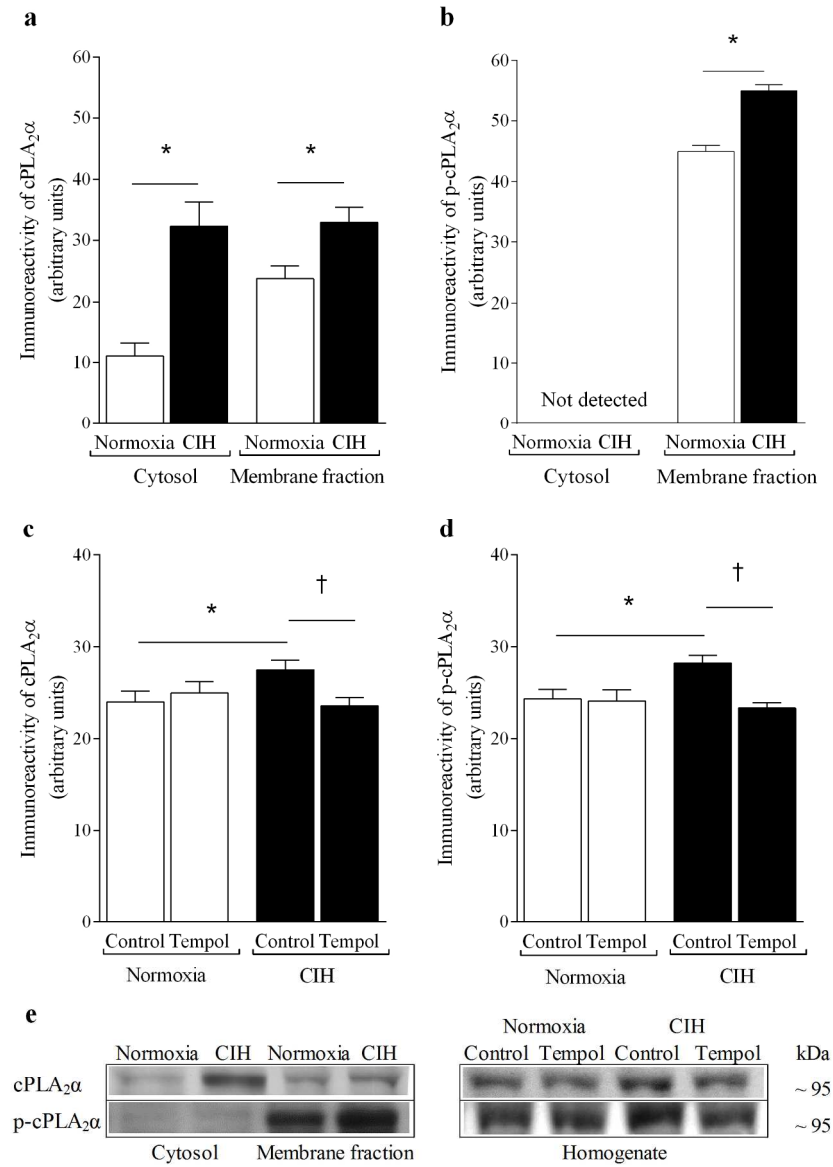 a
Immunoreactivity of cPLA₂α
(arbitrary units)
60
50
40
30
20
10
0
*
*
Normoxia CIH
Normoxia CIH
Cytosol
Membrane fraction
b
Immunoreactivity of p-cPLA₂α
(arbitrary units)
60
50
40
30
20
10
0
*
Not detected
Normoxia CIH
Normoxia CIH
Cytosol
Membrane fraction
c
Immunoreactivity of cPLA₂α
(arbitrary units)
40
30
20
10
0
*
†
Control Tempol
Control Tempol
Normoxia
CIH
d
Immunoreactivity of p-cPLA₂α
(arbitrary units)
40
30
20
10
0
*
†
Control Tempol
Control Tempol
Normoxia
CIH
e
Normoxia CIH Normoxia CIH
cPLA₂α
p-cPLA₂α
Cytosol Membrane fraction
Normoxia CIH
Control Tempol Control Tempol kDa
~ 95
~ 95
Homogenate